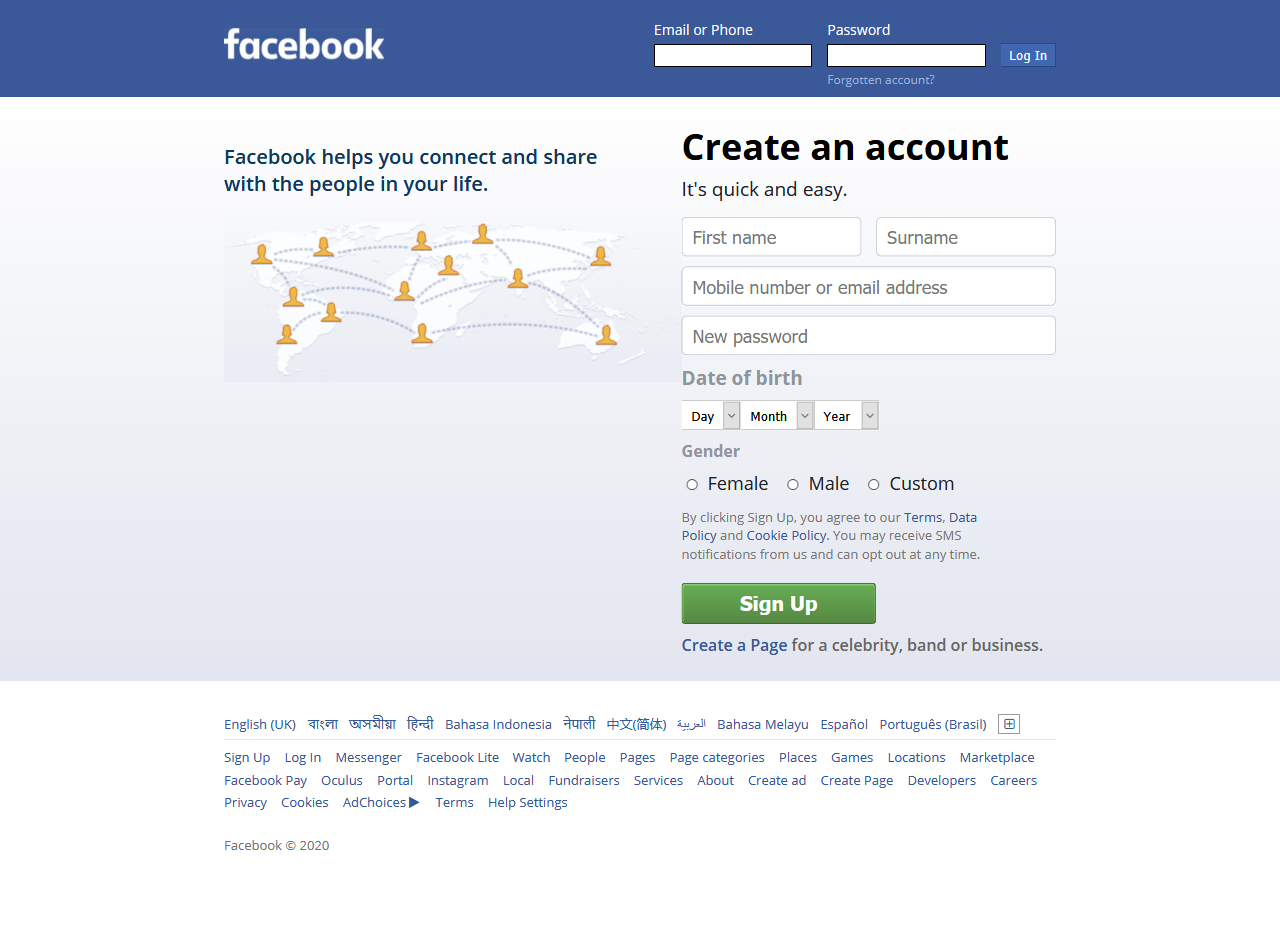 facebook
Email or Phone
Password
Log In
Forgotten account?
Facebook helps you connect and share
with the people in your life.
Create an account
It's quick and easy.
First name
Surname
Mobile number or email address
New password
Date of birth
Day Month Year
Gender
Female Male Custom
By clicking Sign Up, you agree to our Terms, Data
Policy and Cookie Policy. You may receive SMS
notifications from us and can opt out at any time.
Sign Up
Create a Page for a celebrity, band or business.
English (UK) বাংলা অসমীয়া हिन्दी Bahasa Indonesia नेपाली 中文(简体) العربية Bahasa Melayu Español Português (Brasil)
Sign Up Log In Messenger Facebook Lite Watch People Pages Page categories Places Games Locations Marketplace
Facebook Pay Oculus Portal Instagram Local Fundraisers Services About Create ad Create Page Developers Careers
Privacy Cookies AdChoices Terms Help Settings
Facebook © 2020